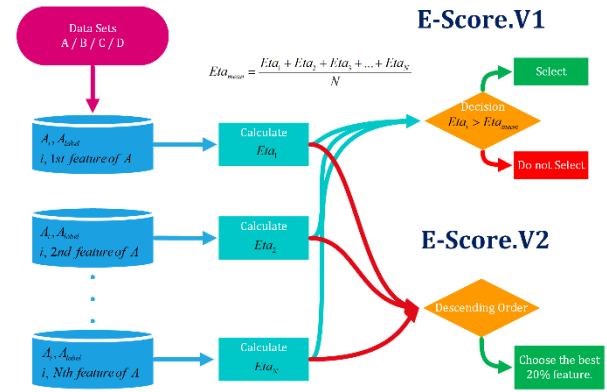 Data Sets
A / B / C / D
E-Score.V1
Eta_mean = (Eta_1 + Eta_2 + Eta_3 + ... + Eta_N) / N
Select
Decision
Eta_i > Eta_mean
Do not Select
A_i, A_label
i, 1st feature of A
Calculate
Eta_1
A_i, A_label
i, 2nd feature of A
Calculate
Eta_2
E-Score.V2
Descending Order
A_i, A_label
i, Nth feature of A
Calculate
Eta_N
Choose the best
20% feature.